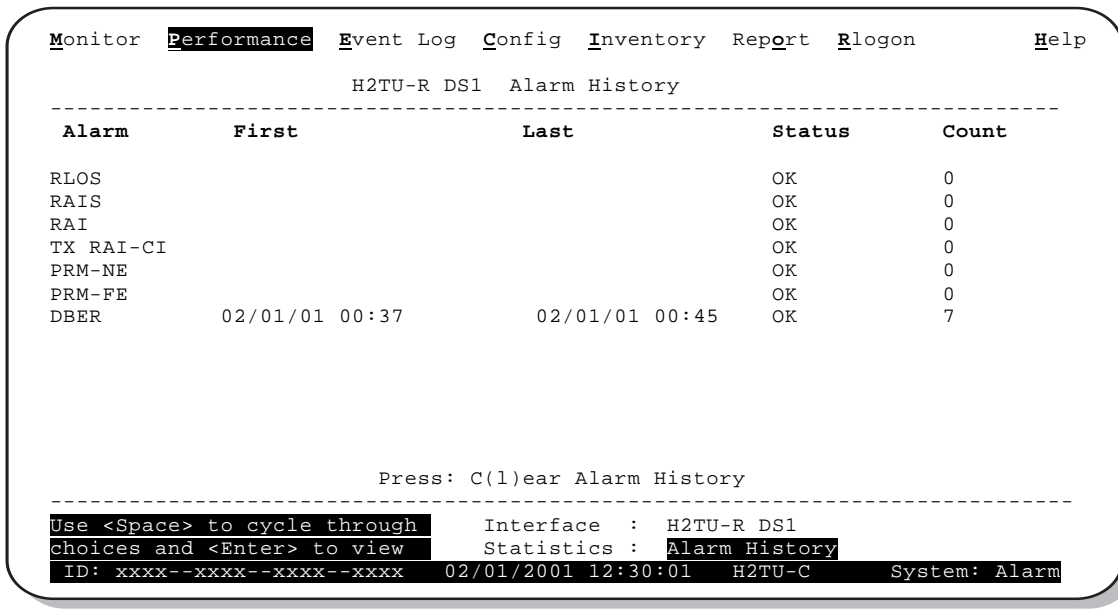 Monitor Performance Event Log Config Inventory Report Rlogon Help
H2TU-R DS1 Alarm History
--------------------------------------------------------------------------------
Alarm First Last Status Count
RLOS OK 0
RAIS OK 0
RAI OK 0
TX RAI-CI OK 0
PRM-NE OK 0
PRM-FE OK 0
DBER 02/01/01 00:37 02/01/01 00:45 OK 7
Press: C(l)ear Alarm History
--------------------------------------------------------------------------------
Use <Space> to cycle through Interface : H2TU-R DS1
choices and <Enter> to view Statistics : Alarm History
ID: xxxx--xxxx--xxxx--xxxx 02/01/2001 12:30:01 H2TU-C System: Alarm